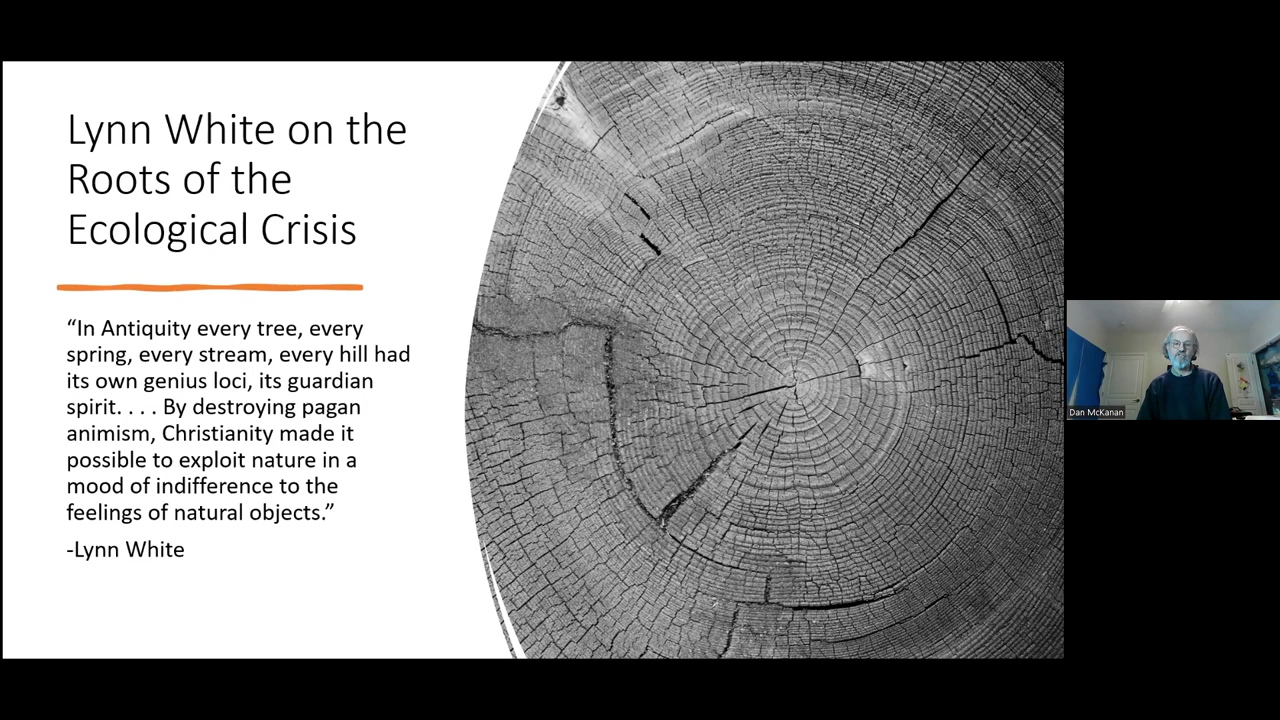 Lynn White on the
Roots of the
Ecological Crisis
“In Antiquity every tree, every
spring, every stream, every hill had
its own genius loci, its guardian
spirit. . . . By destroying pagan
animism, Christianity made it
possible to exploit nature in a
mood of indifference to the
feelings of natural objects.”
-Lynn White
Dan McKanan